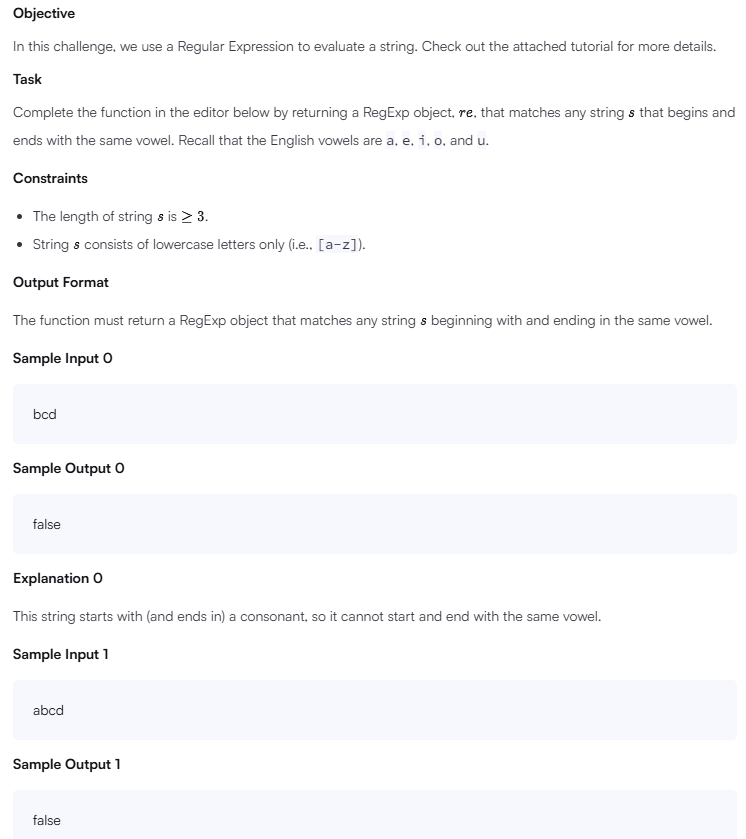 Objective
In this challenge, we use a Regular Expression to evaluate a string. Check out the attached tutorial for more details.
Task
Complete the function in the editor below by returning a RegExp object, re, that matches any string s that begins and
ends with the same vowel. Recall that the English vowels are a, e, i, o, and u.
Constraints
• The length of string s is ≥ 3.
• String s consists of lowercase letters only (i.e., [a-z]).
Output Format
The function must return a RegExp object that matches any string s beginning with and ending in the same vowel.
Sample Input 0
bcd
Sample Output 0
false
Explanation 0
This string starts with (and ends in) a consonant, so it cannot start and end with the same vowel.
Sample Input 1
abcd
Sample Output 1
false